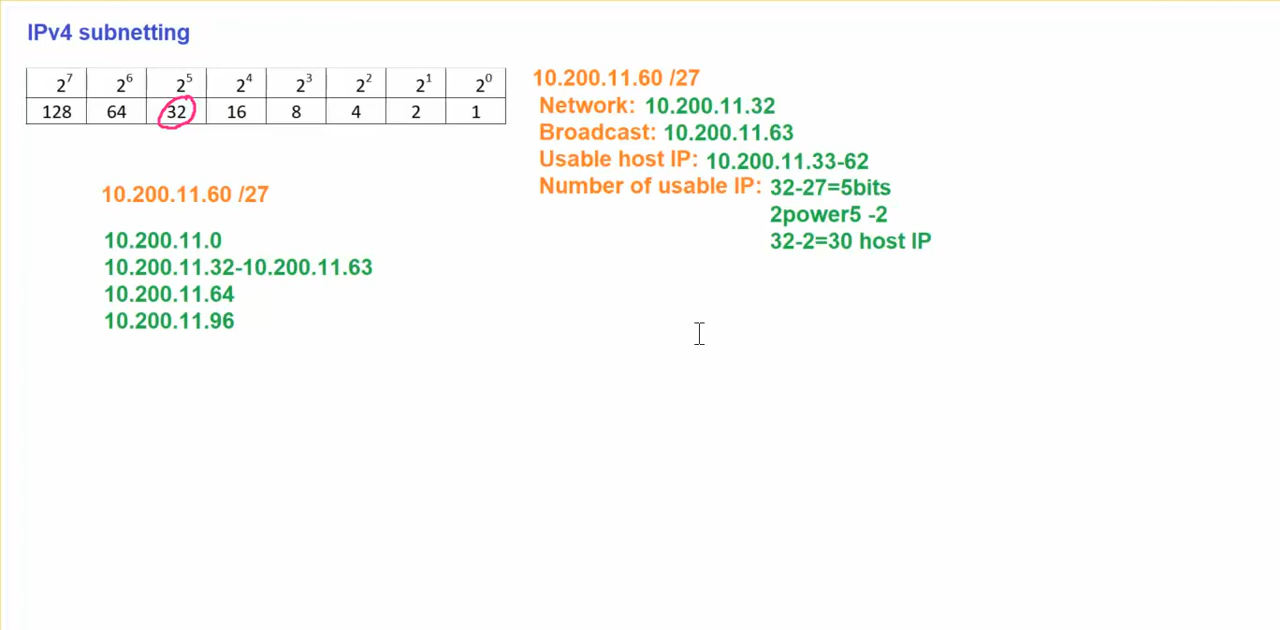 IPv4 subnetting
2⁷ 2⁶ 2⁵ 2⁴ 2³ 2² 2¹ 2⁰
128 64 32 16 8 4 2 1
10.200.11.60 /27
10.200.11.0
10.200.11.32-10.200.11.63
10.200.11.64
10.200.11.96
10.200.11.60 /27
Network: 10.200.11.32
Broadcast: 10.200.11.63
Usable host IP: 10.200.11.33-62
Number of usable IP: 32-27=5bits
2power5 -2
32-2=30 host IP